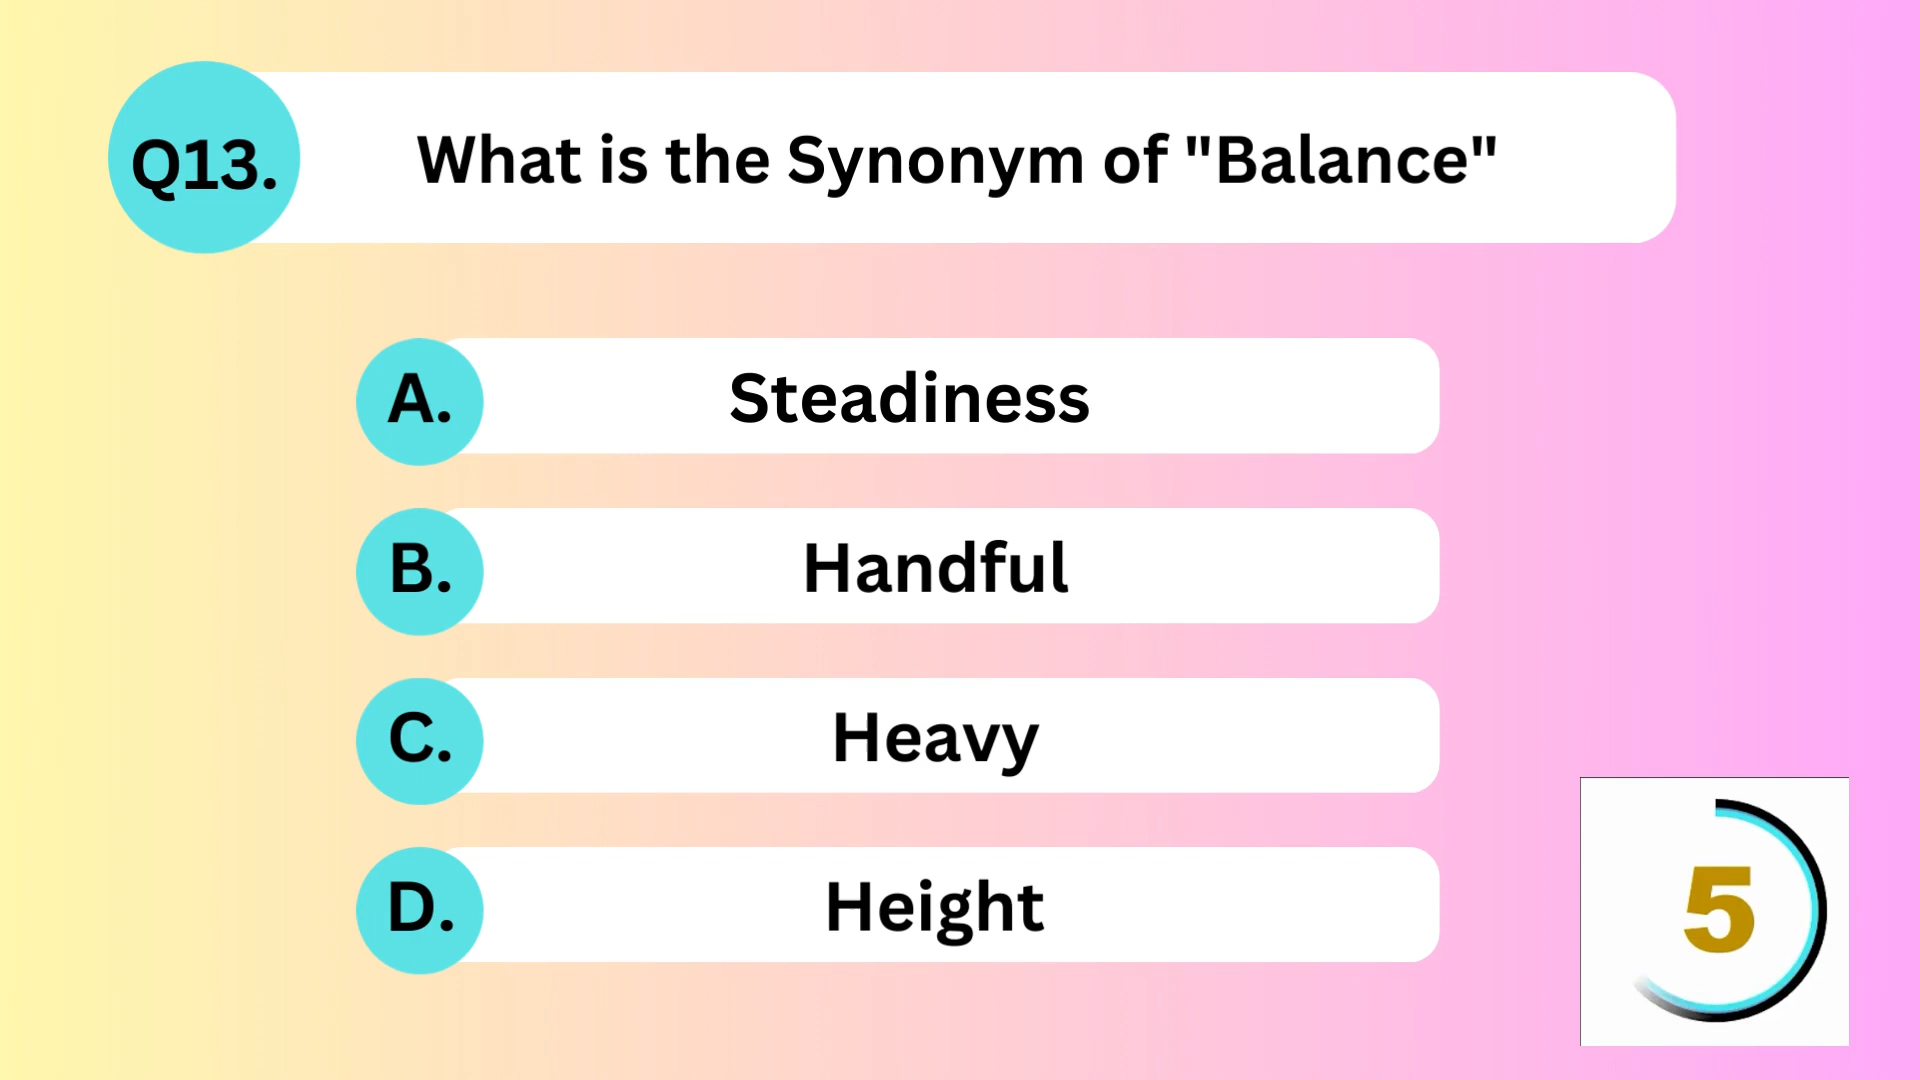 Q13. What is the Synonym of "Balance"
A. Steadiness
B. Handful
C. Heavy
D. Height
5